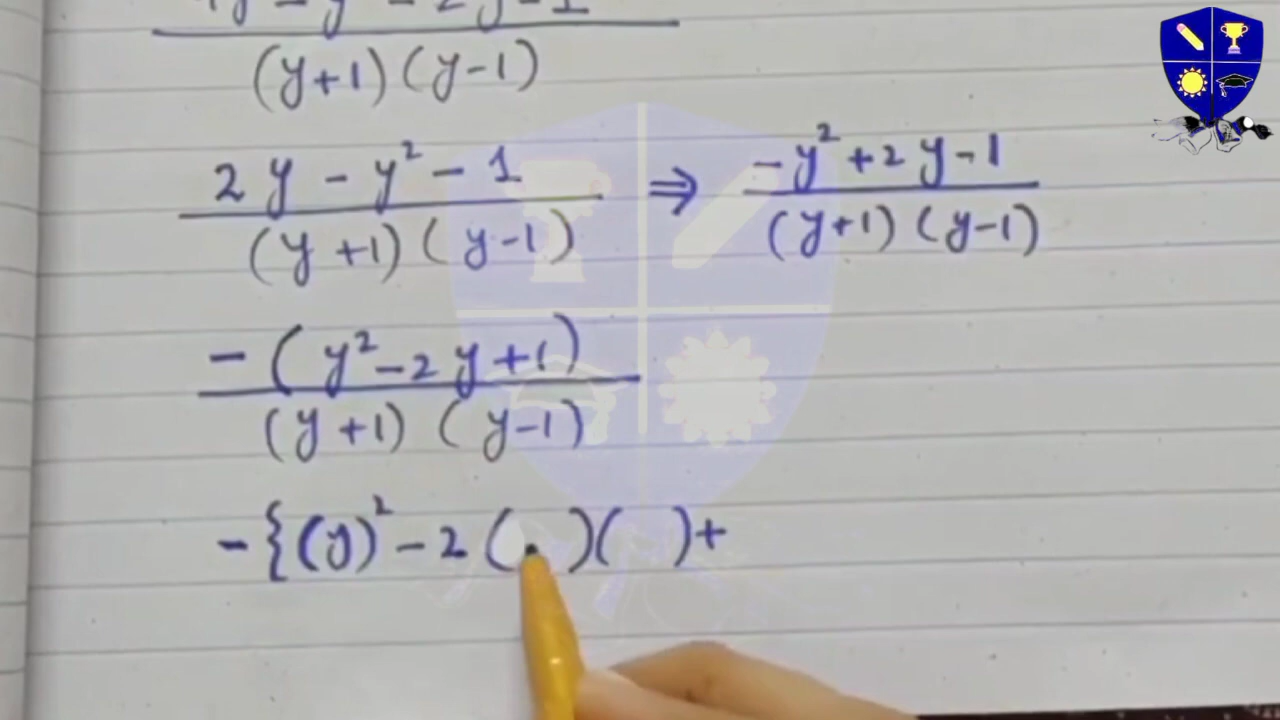 (y+1)(y-1)
2y - y² - 1 ⇒ -y² + 2y - 1
(y+1)(y-1) (y+1)(y-1)
-(y² - 2y + 1)
(y+1)(y-1)
-{(y)² - 2( )( ) +